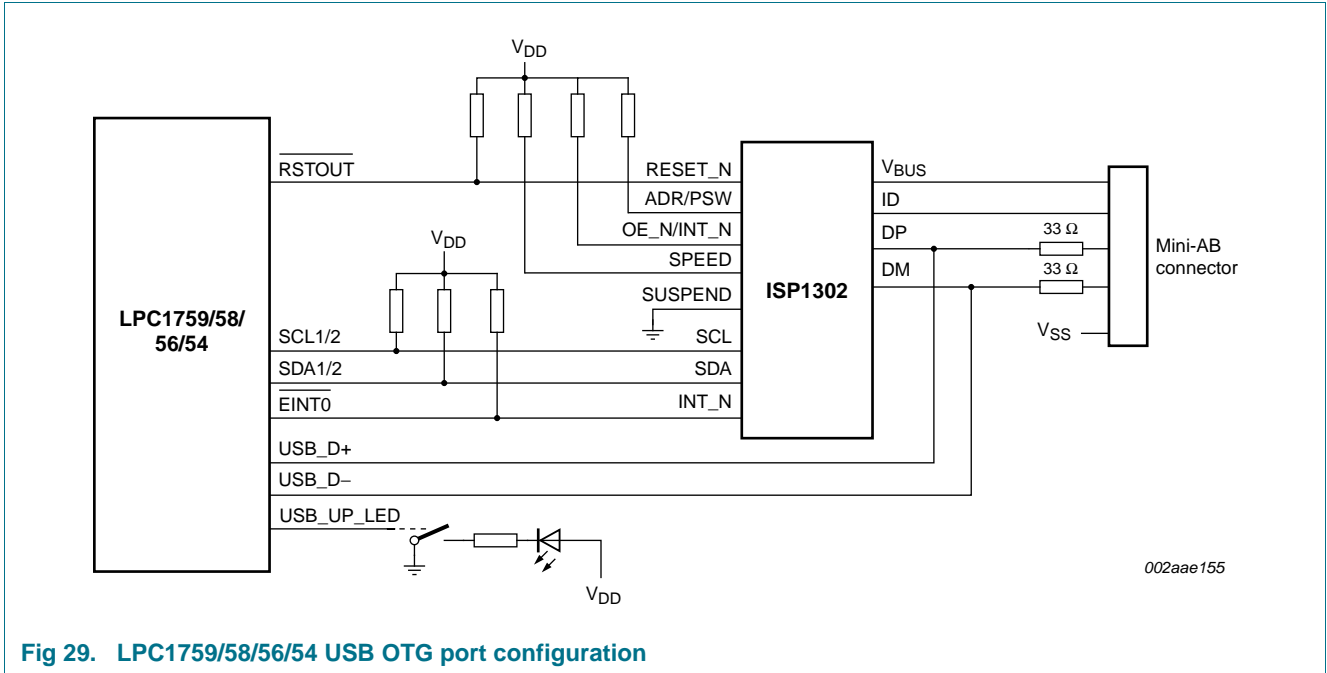 VDD
RSTOUT
RESET_N
VBUS
ADR/PSW
ID
OE_N/INT_N
DP
33 Ω
VDD
SPEED
DM
33 Ω
Mini-AB
connector
SUSPEND
ISP1302
LPC1759/58/
56/54
VSS
SCL1/2
SCL
SDA1/2
SDA
EINT0
INT_N
USB_D+
USB_D−
USB_UP_LED
VDD
002aae155
Fig 29. LPC1759/58/56/54 USB OTG port configuration